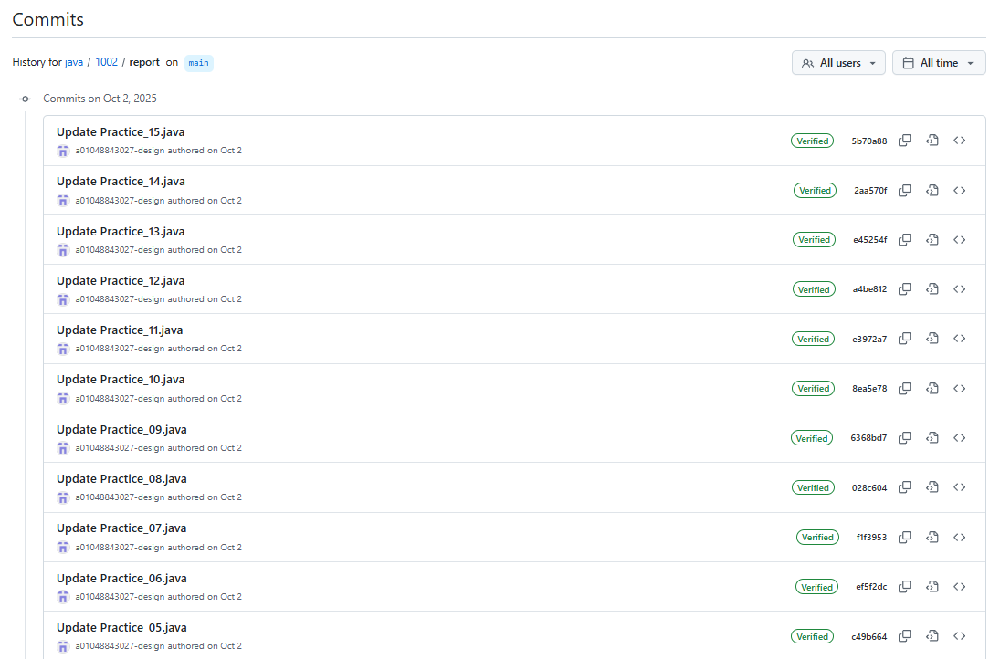 Commits
History for java / 1002 / report on main
All users
All time
Commits on Oct 2, 2025
Update Practice_15.java
a01048843027-design authored on Oct 2
Verified
5b70a88
Update Practice_14.java
a01048843027-design authored on Oct 2
Verified
2aa570f
Update Practice_13.java
a01048843027-design authored on Oct 2
Verified
e45254f
Update Practice_12.java
a01048843027-design authored on Oct 2
Verified
a4be812
Update Practice_11.java
a01048843027-design authored on Oct 2
Verified
e3972a7
Update Practice_10.java
a01048843027-design authored on Oct 2
Verified
8ea5e78
Update Practice_09.java
a01048843027-design authored on Oct 2
Verified
6368bd7
Update Practice_08.java
a01048843027-design authored on Oct 2
Verified
028c604
Update Practice_07.java
a01048843027-design authored on Oct 2
Verified
f1f3953
Update Practice_06.java
a01048843027-design authored on Oct 2
Verified
ef5f2dc
Update Practice_05.java
a01048843027-design authored on Oct 2
Verified
c49b664